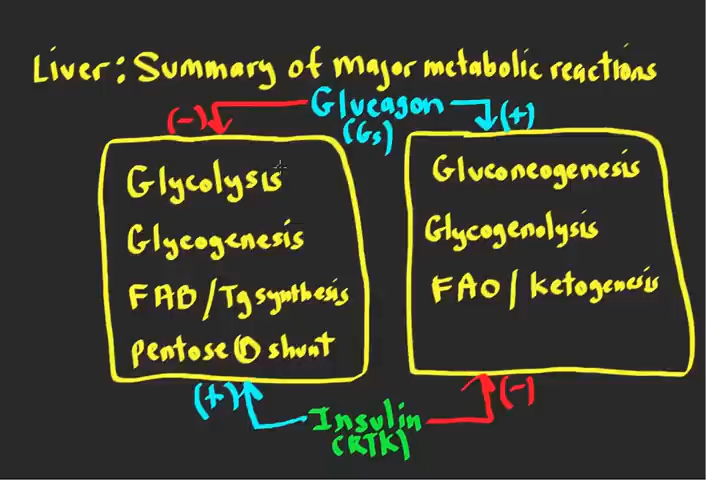 Liver: Summary of major metabolic reactions
(-) Glucagon (+)
(Gs)
Glycolysis
Glycogenesis
FAB/Tg synthesis
Pentose P shunt
Gluconeogenesis
Glycogenolysis
FAO/ketogenesis
(+) Insulin (-)
(RTK)